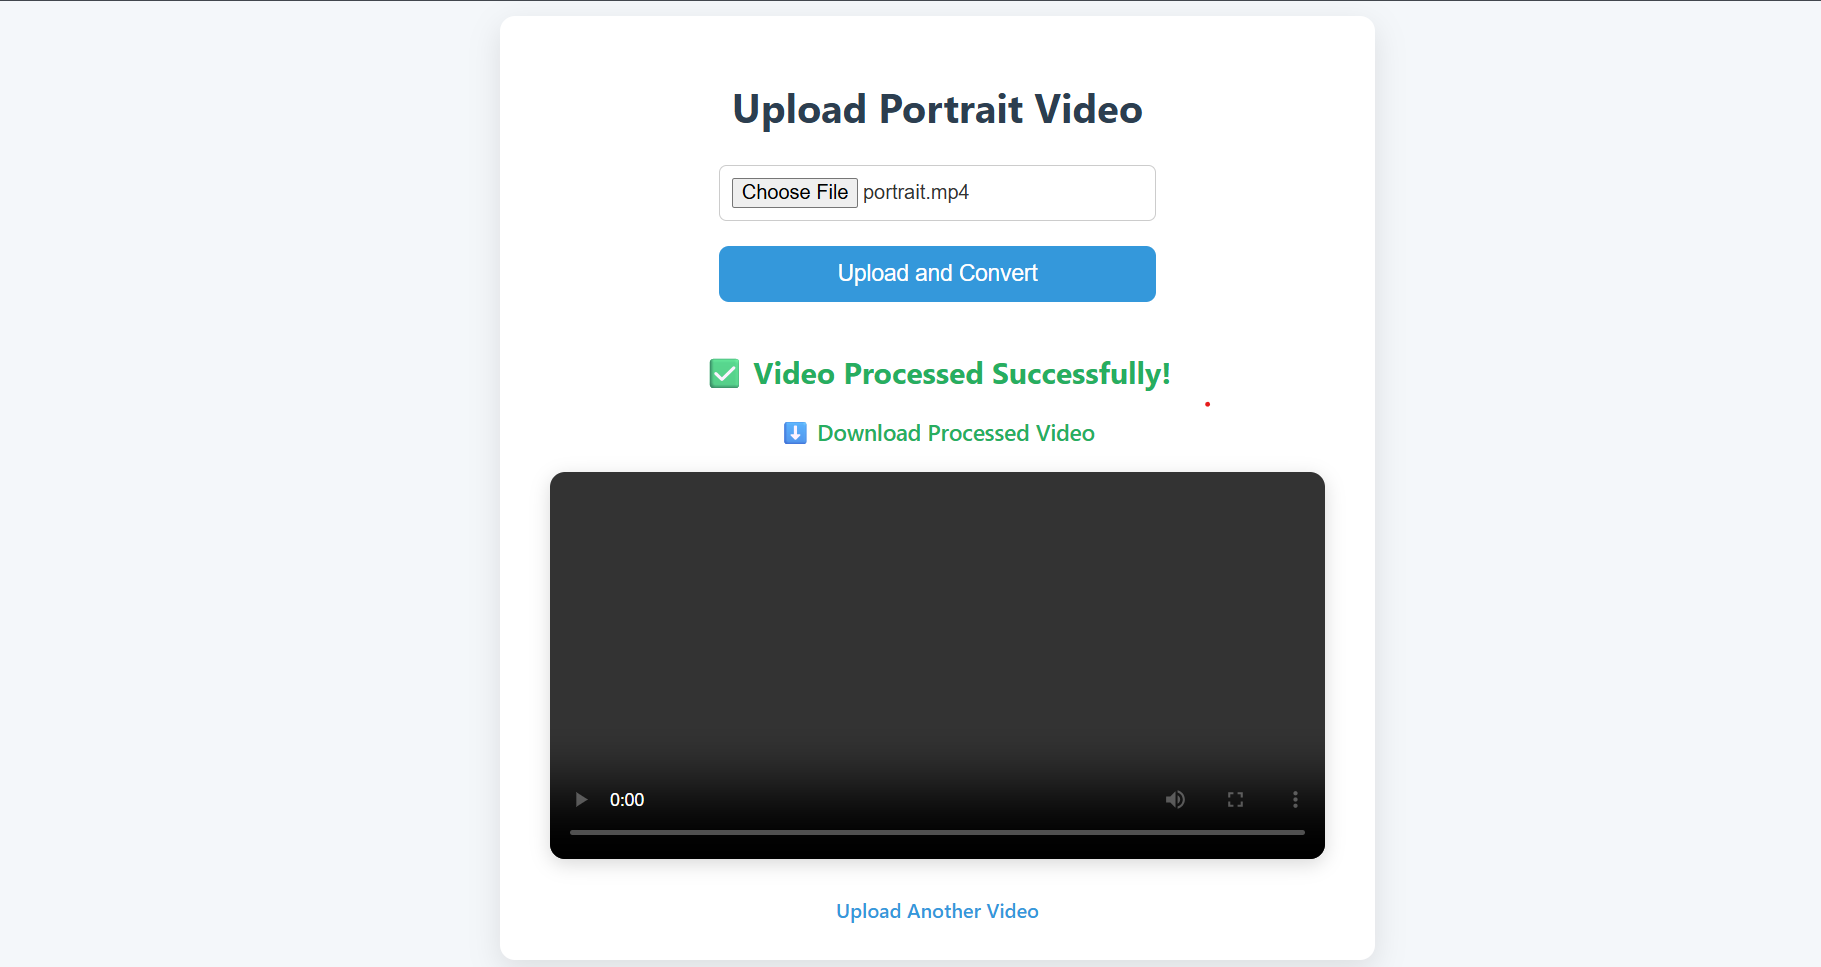 Upload Portrait Video
Choose File portrait.mp4
Upload and Convert
✅ Video Processed Successfully!
⬇️ Download Processed Video
0:00
Upload Another Video